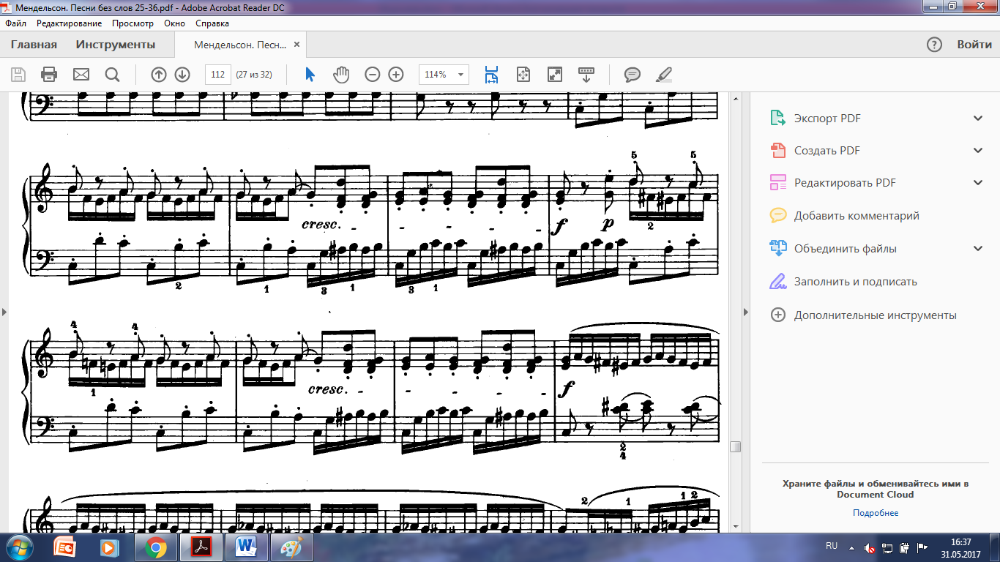 Мендельсон. Песни без слов 25-36.pdf - Adobe Acrobat Reader DC
Файл Редактирование Просмотр Окно Справка
Главная Инструменты Мендельсон. Песн... × ? Войти
112 (27 из 32) 114%
Экспорт PDF
Создать PDF
Редактировать PDF
Добавить комментарий
Объединить файлы
Заполнить и подписать
Дополнительные инструменты
Храните файлы и обменивайтесь ими в
Document Cloud
Подробнее
5 5
cresc. - - - - - f p
2
2 1 3 1 3 1
4 4
1
cresc. - - - - - f
2
4
2 1 1 2
RU 16:37
31.05.2017